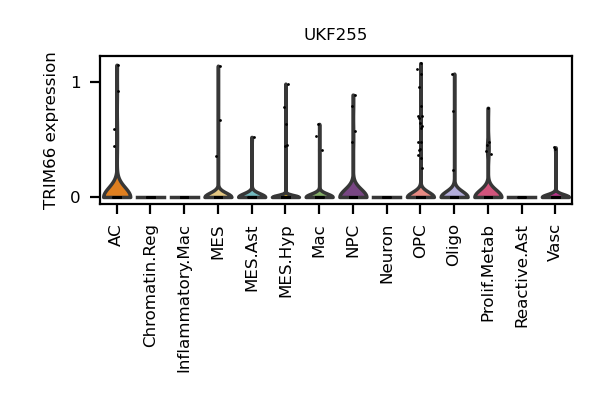 UKF255
TRIM66 expression
1
0
AC
Chromatin.Reg
Inflammatory.Mac
MES
MES.Ast
MES.Hyp
Mac
NPC
Neuron
OPC
Oligo
Prolif.Metab
Reactive.Ast
Vasc